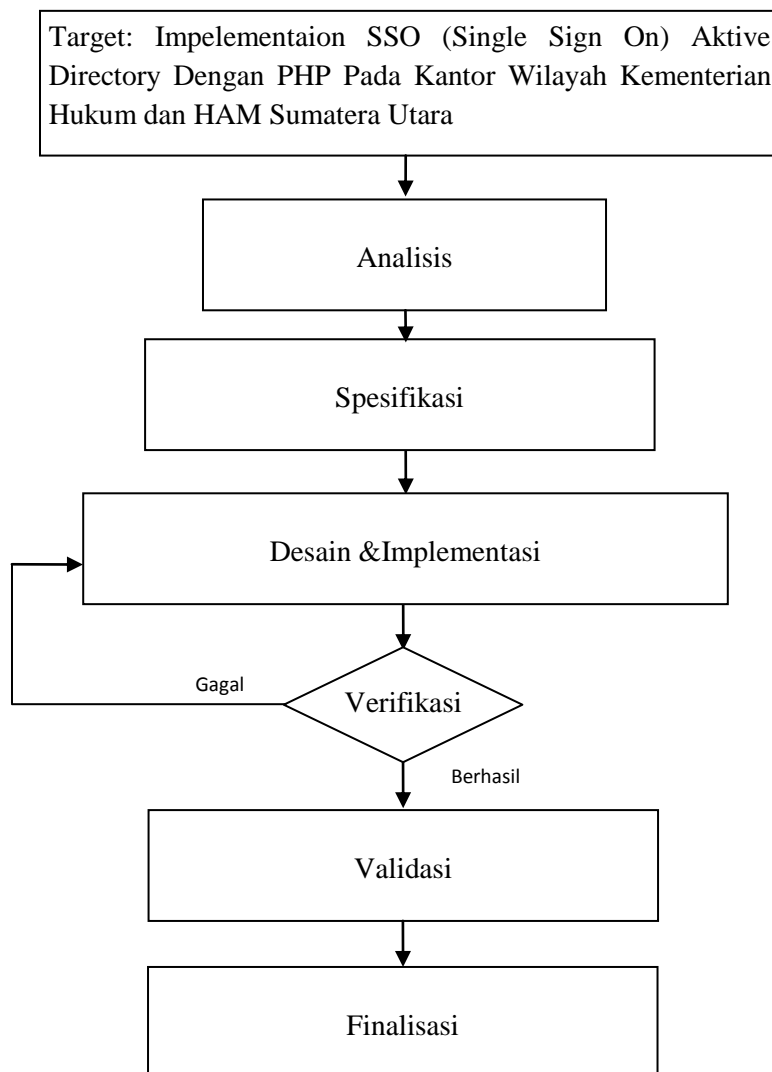 Target: Impelementaion SSO (Single Sign On) Aktive
Directory Dengan PHP Pada Kantor Wilayah Kementerian
Hukum dan HAM Sumatera Utara
Analisis
Spesifikasi
Desain &Implementasi
Gagal
Verifikasi
Berhasil
Validasi
Finalisasi